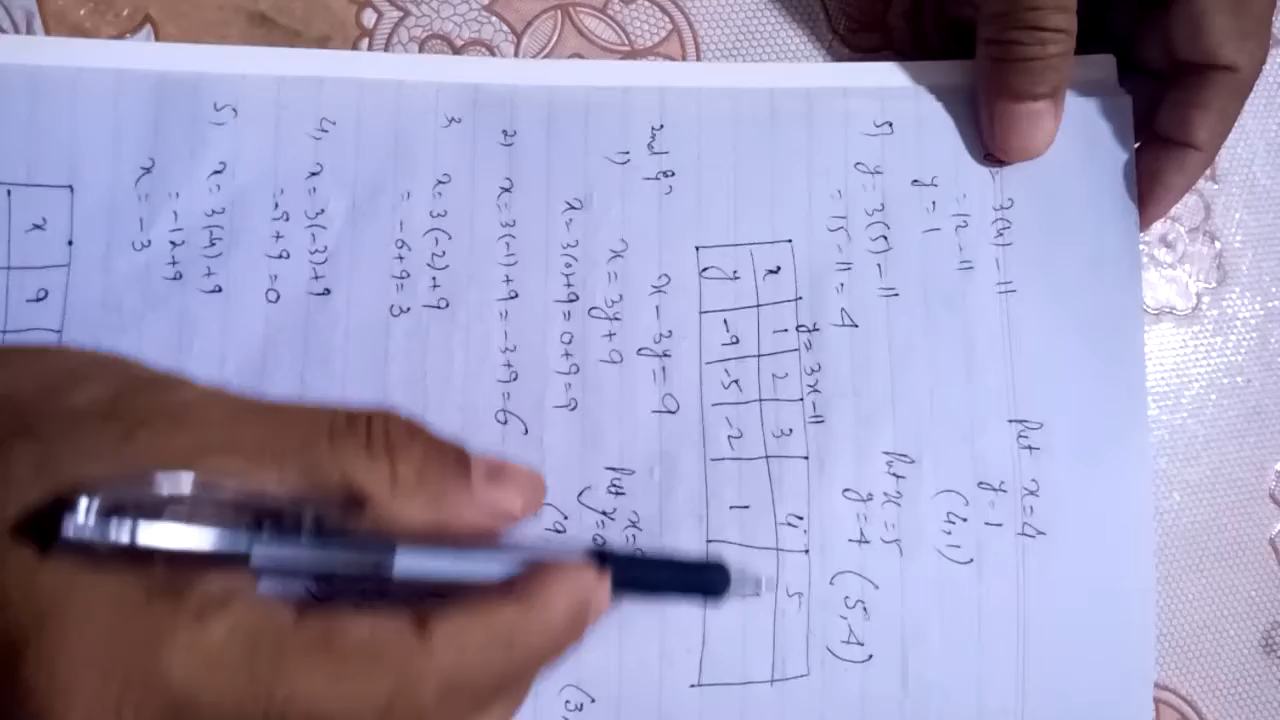 = 3(4) - 11
= 12 - 11
y = 1
Put x = 4
y = 1
(4, 1)
5) y = 3(5) - 11
= 15 - 11 = 4
Put x = 5
y = 4 (5, 4)
y = 3x - 11
x 1 2 3 4 5
y -9 -5 -2 1
2nd
x - 3y = 9
1) x = 3y + 9
x = 3(0) + 9 = 0 + 9 = 9
Put x =
y = 0
(9
2) x = 3(-1) + 9 = -3 + 9 = 6
3, x = 3(-2) + 9
= -6 + 9 = 3
(3,
4, x = 3(-3) + 9
= -9 + 9 = 0
5, x = 3(-4) + 9
= -12 + 9
x = -3
x 9